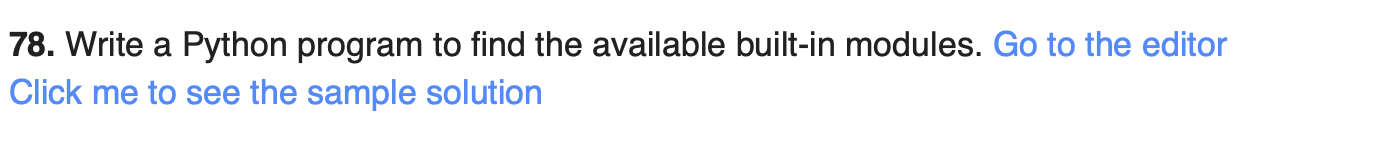 78. Write a Python program to find the available built-in modules. Go to the editor
Click me to see the sample solution